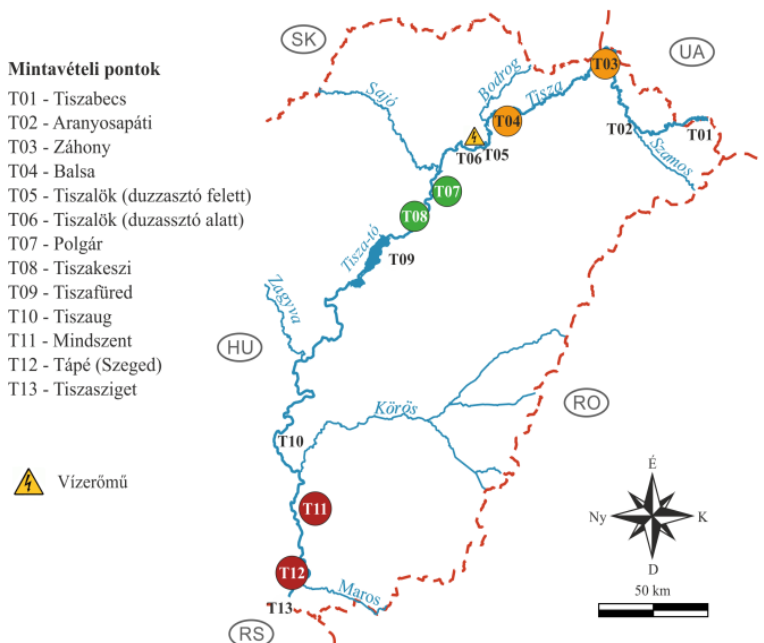 Mintavételi pontok
T01 - Tiszabecs
T02 - Aranyosapáti
T03 - Záhony
T04 - Balsa
T05 - Tiszalök (duzzasztó felett)
T06 - Tiszalök (duzassztó alatt)
T07 - Polgár
T08 - Tiszakeszi
T09 - Tiszafüred
T10 - Tiszaug
T11 - Mindszent
T12 - Tápé (Szeged)
T13 - Tiszasziget
Vízerőmű
SK
UA
HU
RO
RS
Sajó
Bodrog
Tisza
Szamos
Tisza-tó
Zagyva
Körös
Maros
T03
T04
T02
T01
T06
T05
T07
T08
T09
T10
T11
T12
T13
É
Ny
K
D
50 km